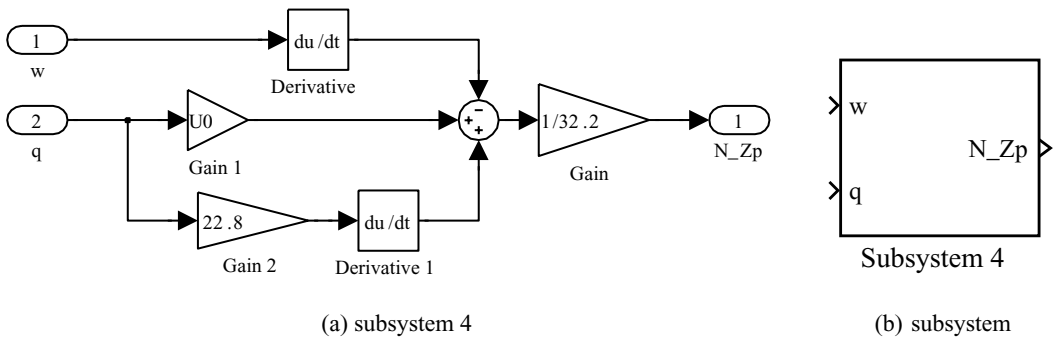 1
w
du/dt
Derivative
2
q
U0
Gain 1
22.8
Gain 2
du/dt
Derivative 1
−
+
+
1/32.2
Gain
1
N_Zp
(a) subsystem 4
w
q
N_Zp
Subsystem 4
(b) subsystem